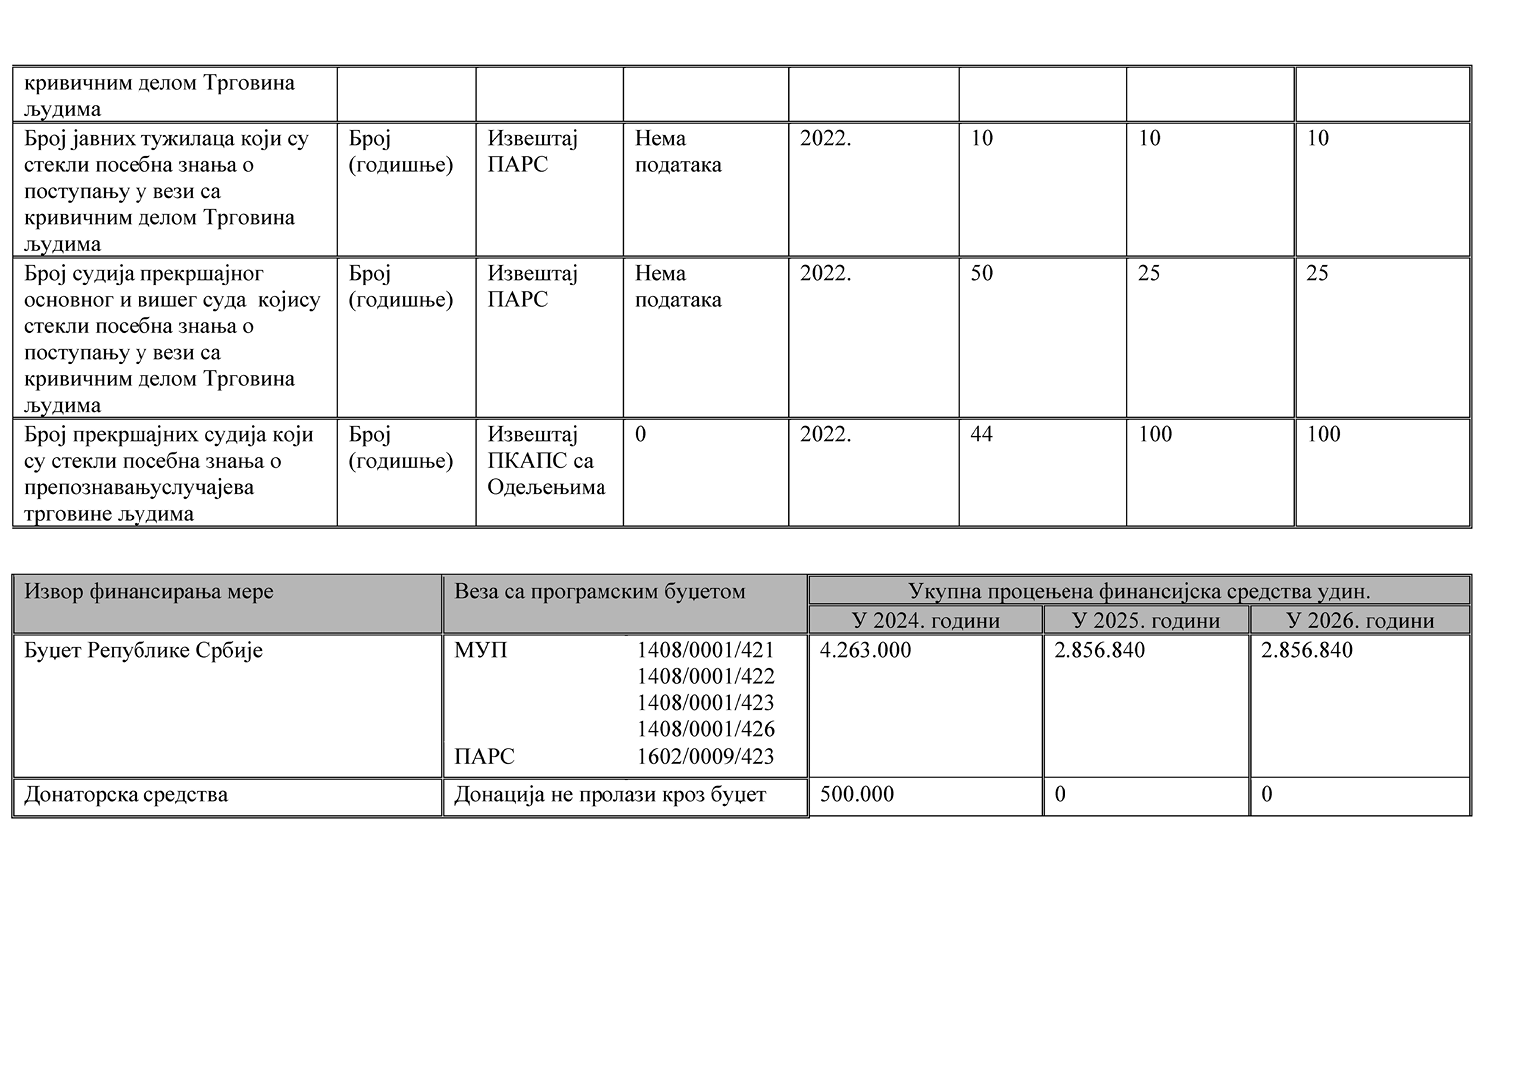 кривичним делом Трговина
људима
Број јавних тужилаца који су
стекли посебна знања о
поступању у вези са
кривичним делом Трговина
људима
Број
(годишње)
Извештај
ПАРС
Нема
података
2022.
10
10
10
Број судија прекршајног
основног и вишег суда којису
стекли посебна знања о
поступању у вези са
кривичним делом Трговина
људима
Број
(годишње)
Извештај
ПАРС
Нема
података
2022.
50
25
25
Број прекршајних судија који
су стекли посебна знања о
препознавањуслучајева
трговине људима
Број
(годишње)
Извештај
ПКАПС са
Одељењима
0
2022.
44
100
100
Извор финансирања мере
Веза са програмским буџетом
Укупна процењена финансијска средства удин.
У 2024. години
У 2025. години
У 2026. години
Буџет Републике Србије
МУП 1408/0001/421
1408/0001/422
1408/0001/423
1408/0001/426
ПАРС 1602/0009/423
4.263.000
2.856.840
2.856.840
Донаторска средства
Донација не пролази кроз буџет
500.000
0
0